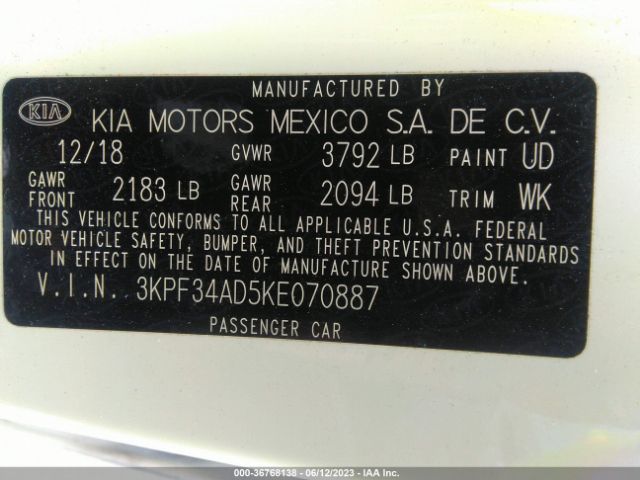 MANUFACTURED BY
KIA KIA MOTORS MEXICO S.A. DE C.V.
12/18 GVWR 3792 LB PAINT UD
GAWR FRONT 2183 LB GAWR REAR 2094 LB TRIM WK
THIS VEHICLE CONFORMS TO ALL APPLICABLE U.S.A. FEDERAL
MOTOR VEHICLE SAFETY, BUMPER, AND THEFT PREVENTION STANDARDS
IN EFFECT ON THE DATE OF MANUFACTURE SHOWN ABOVE.
V.I.N.: 3KPF34AD5KE070887
PASSENGER CAR
000-36768138 - 06/12/2023 - IAA Inc.